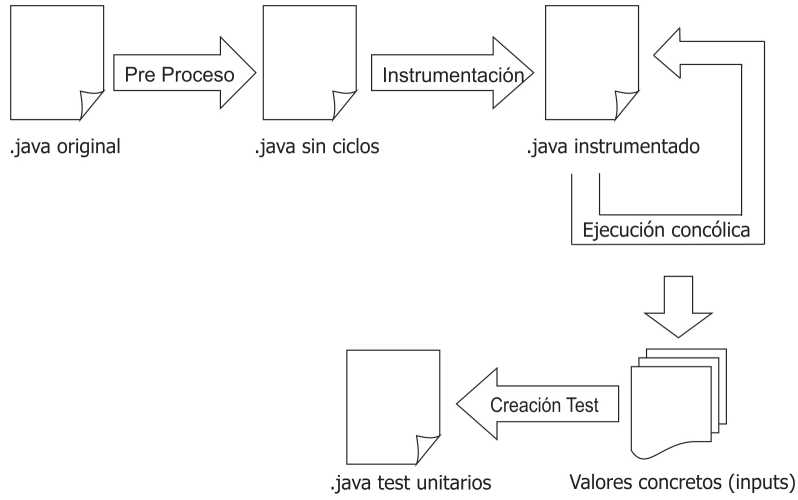 Pre Proceso
Instrumentación
.java original
.java sin ciclos
.java instrumentado
Ejecución concólica
Creación Test
.java test unitarios
Valores concretos (inputs)